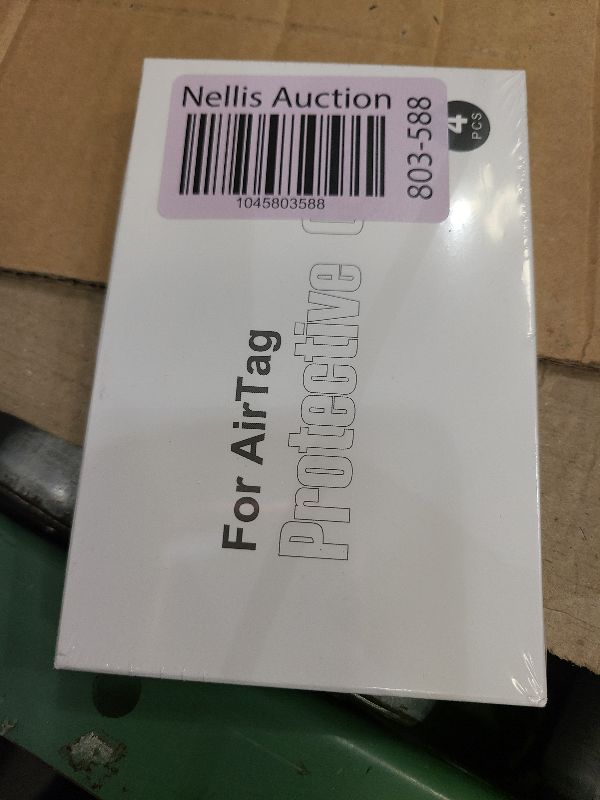 Nellis Auction
803-588
1045803588
4
PCS
For AirTag
Protective